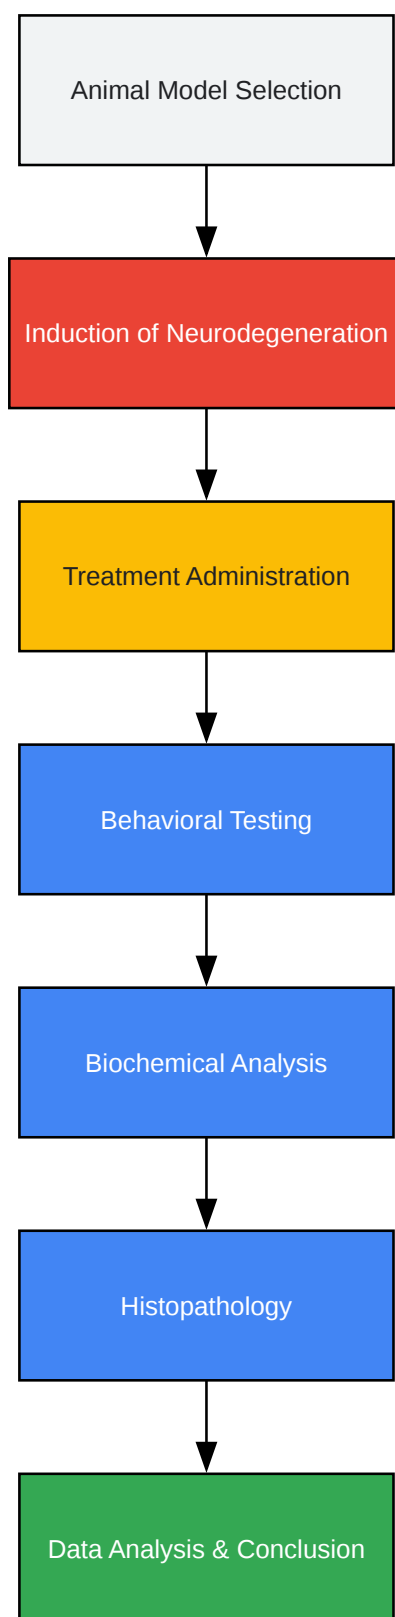 Animal Model Selection
Induction of Neurodegeneration
Treatment Administration
Behavioral Testing
Biochemical Analysis
Histopathology
Data Analysis & Conclusion